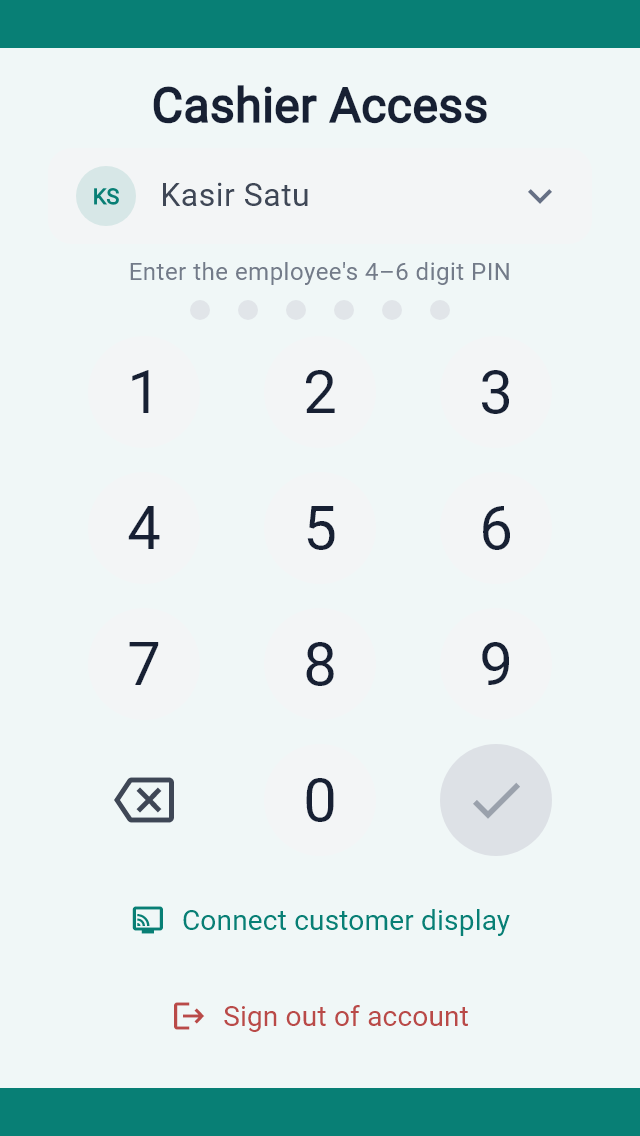 Cashier Access
KS Kasir Satu
Enter the employee's 4–6 digit PIN
1 2 3
4 5 6
7 8 9
0
Connect customer display
Sign out of account